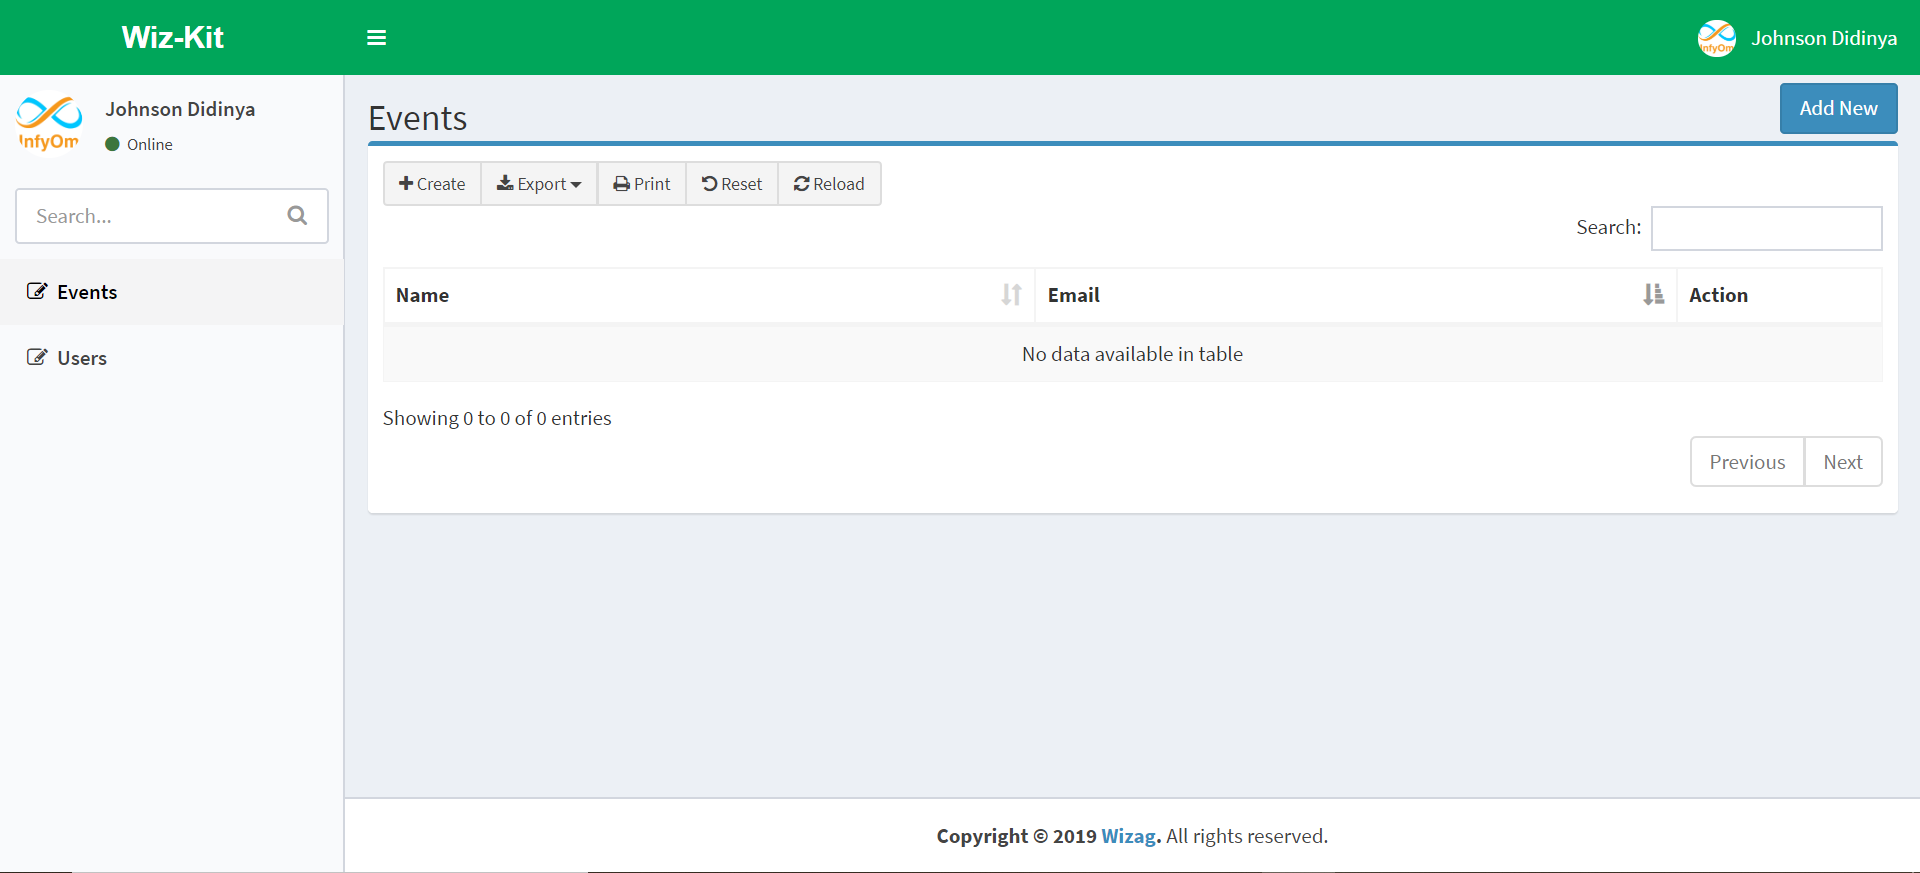 Wiz-Kit
InfyOm
Johnson Didinya
InfyOm
Johnson Didinya
Online
Search...
Events
Users
Events
Add New
Create Export Print Reset Reload
Search:
Name Email Action
No data available in table
Showing 0 to 0 of 0 entries
Previous Next
Copyright © 2019 Wizag. All rights reserved.